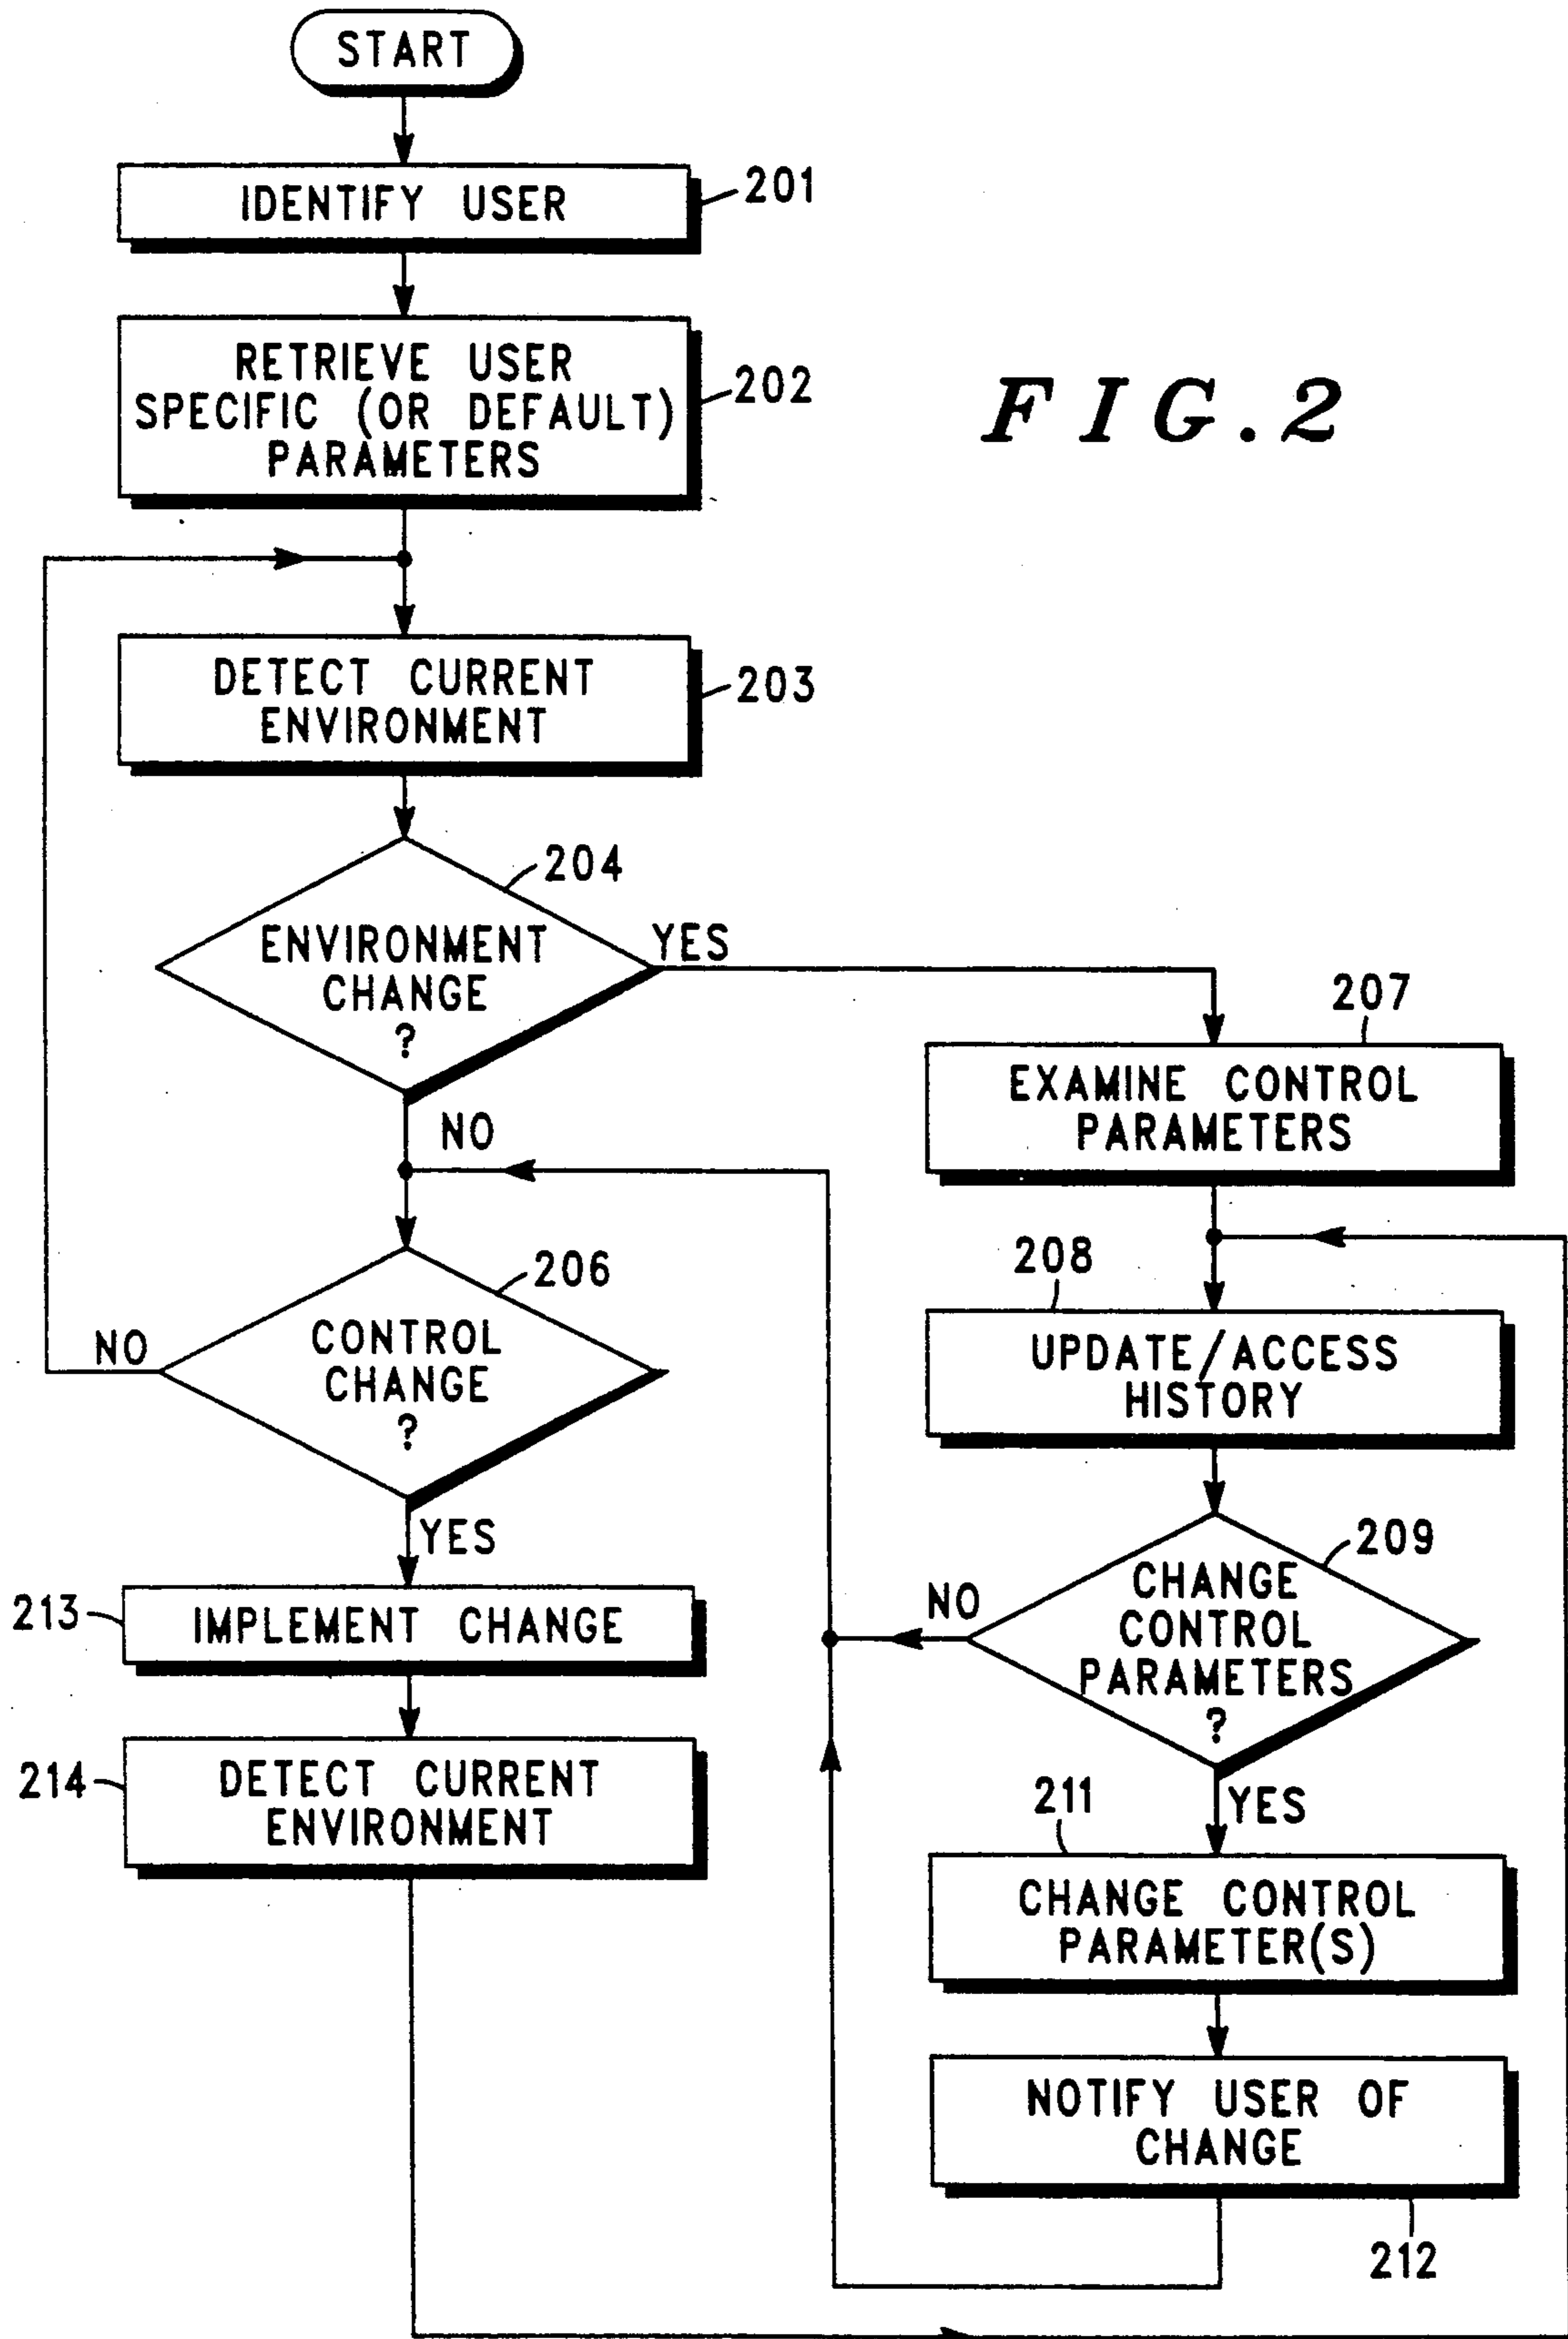 START
IDENTIFY USER
201
RETRIEVE USER
SPECIFIC (OR DEFAULT)
PARAMETERS
202
FIG.2
DETECT CURRENT
ENVIRONMENT
203
204
ENVIRONMENT
CHANGE
?
YES
NO
206
CONTROL
CHANGE
?
NO
YES
213
IMPLEMENT CHANGE
214
DETECT CURRENT
ENVIRONMENT
207
EXAMINE CONTROL
PARAMETERS
208
UPDATE/ACCESS
HISTORY
209
CHANGE
CONTROL
PARAMETERS
?
NO
YES
211
CHANGE CONTROL
PARAMETER(S)
NOTIFY USER OF
CHANGE
212